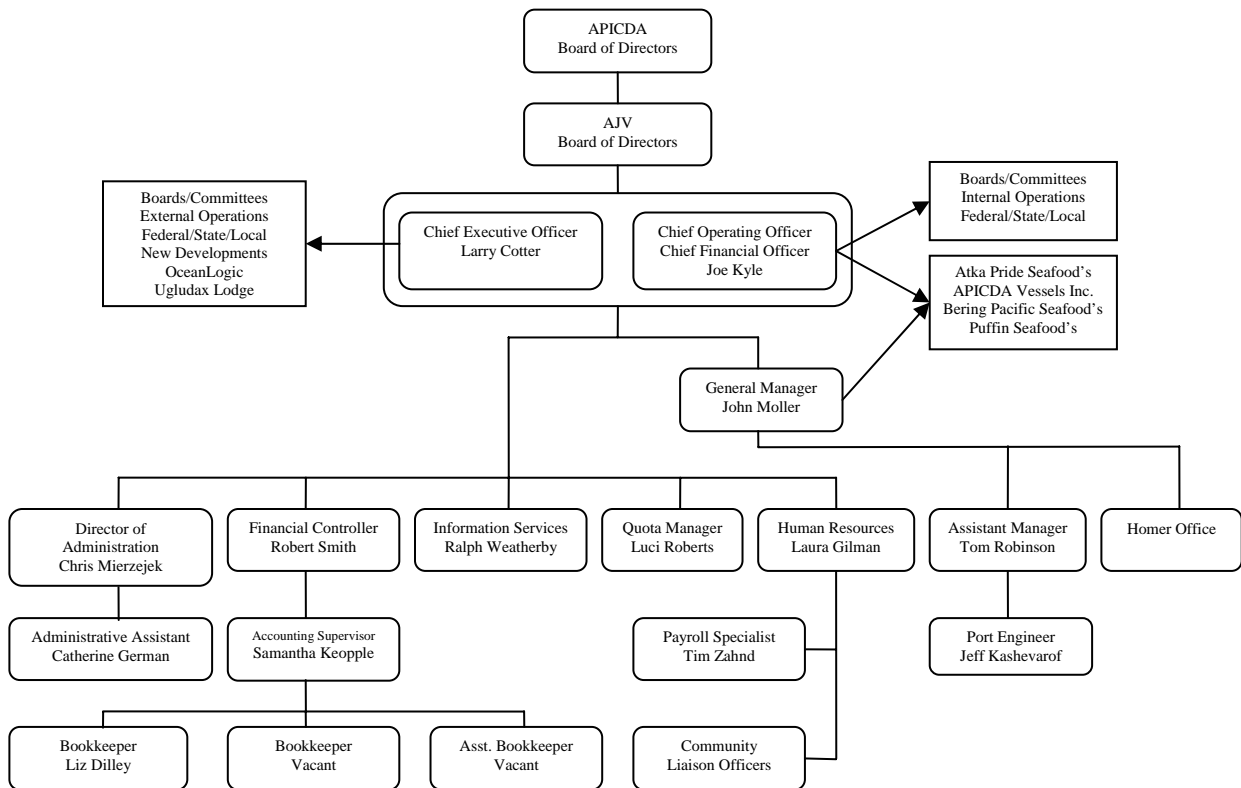 APICDA
Board of Directors
AJV
Board of Directors
Boards/Committees
External Operations
Federal/State/Local
New Developments
OceanLogic
Ugludax Lodge
Chief Executive Officer
Larry Cotter
Chief Operating Officer
Chief Financial Officer
Joe Kyle
Boards/Committees
Internal Operations
Federal/State/Local
Atka Pride Seafood's
APICDA Vessels Inc.
Bering Pacific Seafood's
Puffin Seafood's
General Manager
John Moller
Director of
Administration
Chris Mierzejek
Financial Controller
Robert Smith
Information Services
Ralph Weatherby
Quota Manager
Luci Roberts
Human Resources
Laura Gilman
Assistant Manager
Tom Robinson
Homer Office
Administrative Assistant
Catherine German
Accounting Supervisor
Samantha Keopple
Payroll Specialist
Tim Zahnd
Port Engineer
Jeff Kashevarof
Bookkeeper
Liz Dilley
Bookkeeper
Vacant
Asst. Bookkeeper
Vacant
Community
Liaison Officers